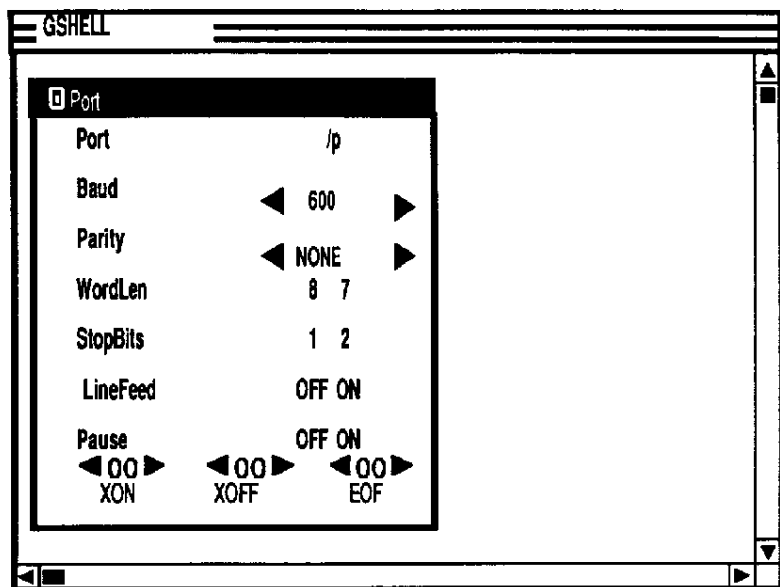 GSHELL
Port
Port /p
Baud 600
Parity NONE
WordLen 8 7
StopBits 1 2
LineFeed OFF ON
Pause OFF ON
00 00 00
XON XOFF EOF